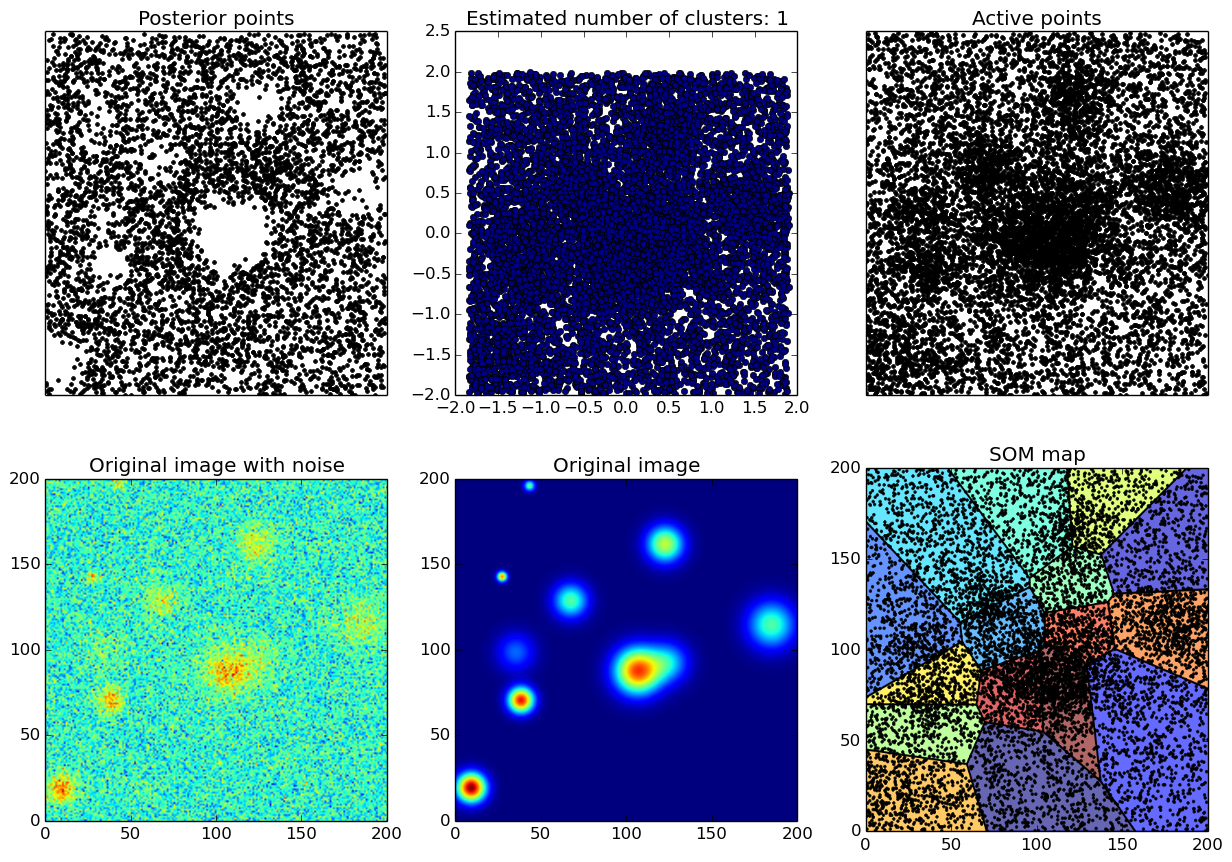 Posterior points
Estimated number of clusters: 1
Active points
2.5
2.0
1.5
1.0
0.5
0.0
−0.5
−1.0
−1.5
−2.0
−2.0 −1.5 −1.0 −0.5 0.0 0.5 1.0 1.5 2.0
Original image with noise
Original image
SOM map
200
150
100
50
0
0 50 100 150 200
200
150
100
50
0
0 50 100 150 200
200
150
100
50
0
0 50 100 150 200